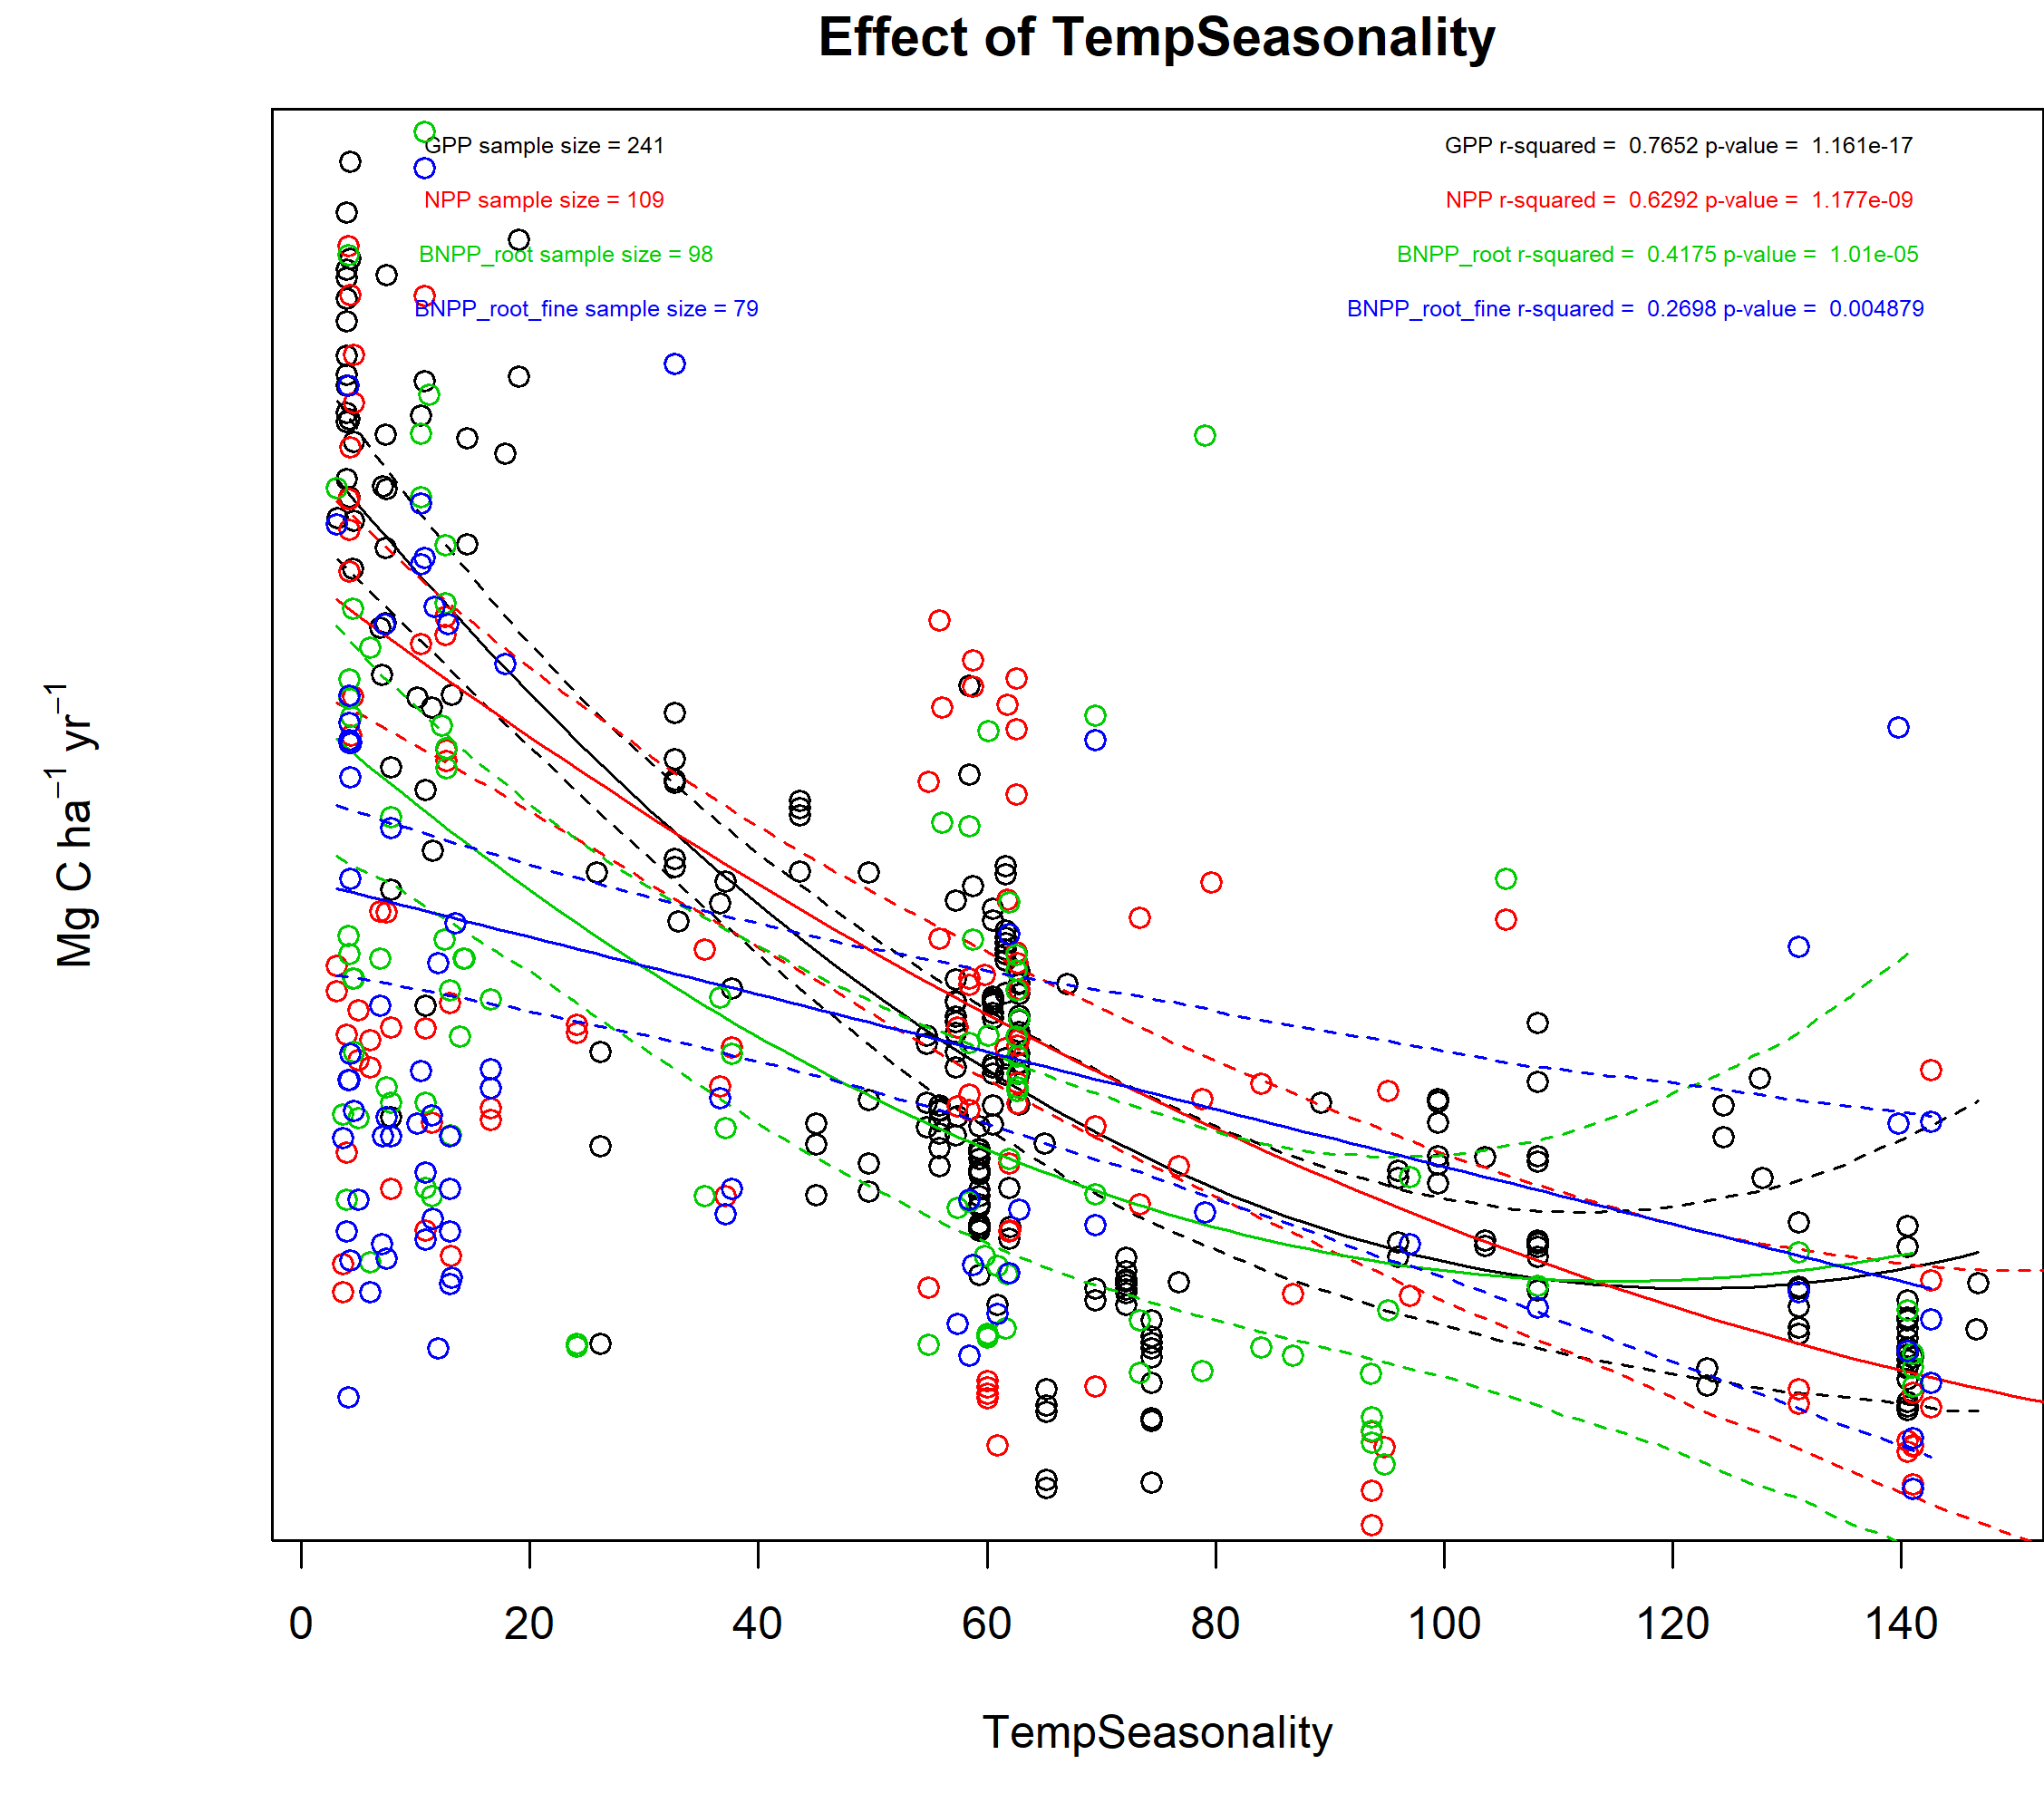 Effect of TempSeasonality
GPP sample size = 241
GPP r-squared = 0.7652 p-value = 1.161e-17
NPP sample size = 109
NPP r-squared = 0.6292 p-value = 1.177e-09
BNPP_root sample size = 98
BNPP_root r-squared = 0.4175 p-value = 1.01e-05
BNPP_root_fine sample size = 79
BNPP_root_fine r-squared = 0.2698 p-value = 0.004879
Mg C ha⁻¹ yr⁻¹
0 20 40 60 80 100 120 140
TempSeasonality